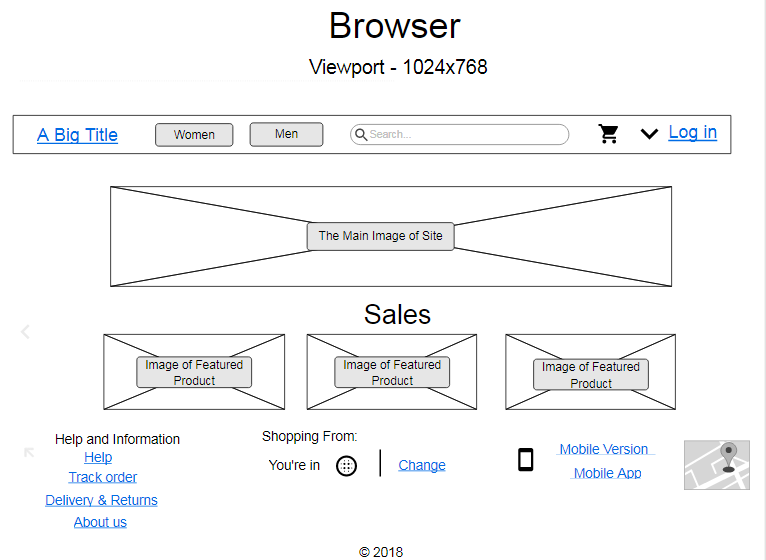 Browser
Viewport - 1024x768
A Big Title
Women
Men
Search...
Log in
The Main Image of Site
Sales
Image of Featured
Product
Image of Featured
Product
Image of Featured
Product
Help and Information
Help
Track order
Delivery & Returns
About us
Shopping From:
You're in
Change
Mobile Version
Mobile App
© 2018